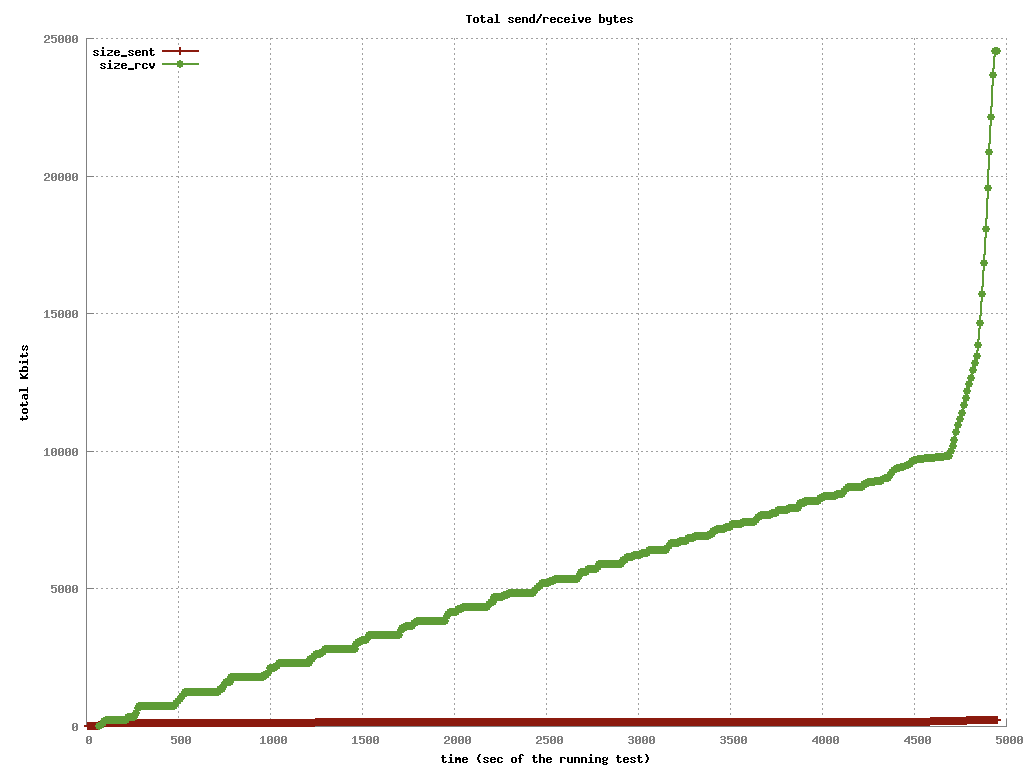 Total send/receive bytes
25000
size_sent
size_rcv
20000
15000
total Kbits
10000
5000
0
0 500 1000 1500 2000 2500 3000 3500 4000 4500 5000
time (sec of the running test)